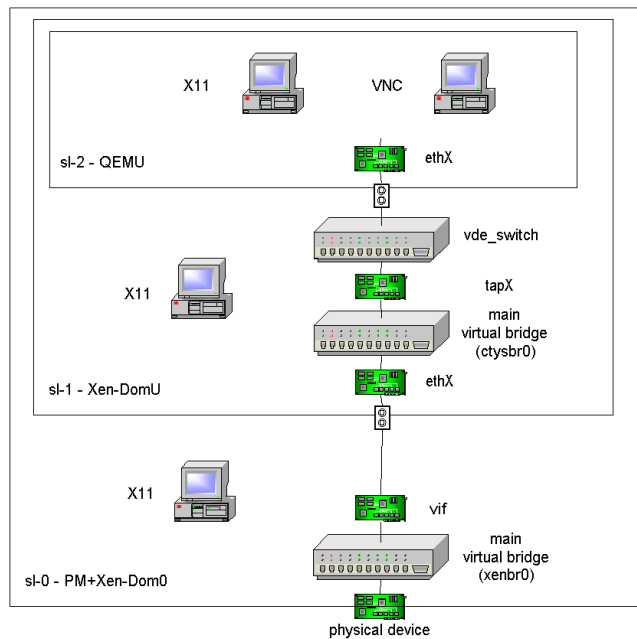 X11
VNC
ethX
sl-2 - QEMU
vde_switch
tapX
X11
main
virtual bridge
(ctysbr0)
ethX
sl-1 - Xen-DomU
X11
vif
main
virtual bridge
(xenbr0)
sl-0 - PM+Xen-Dom0
physical device